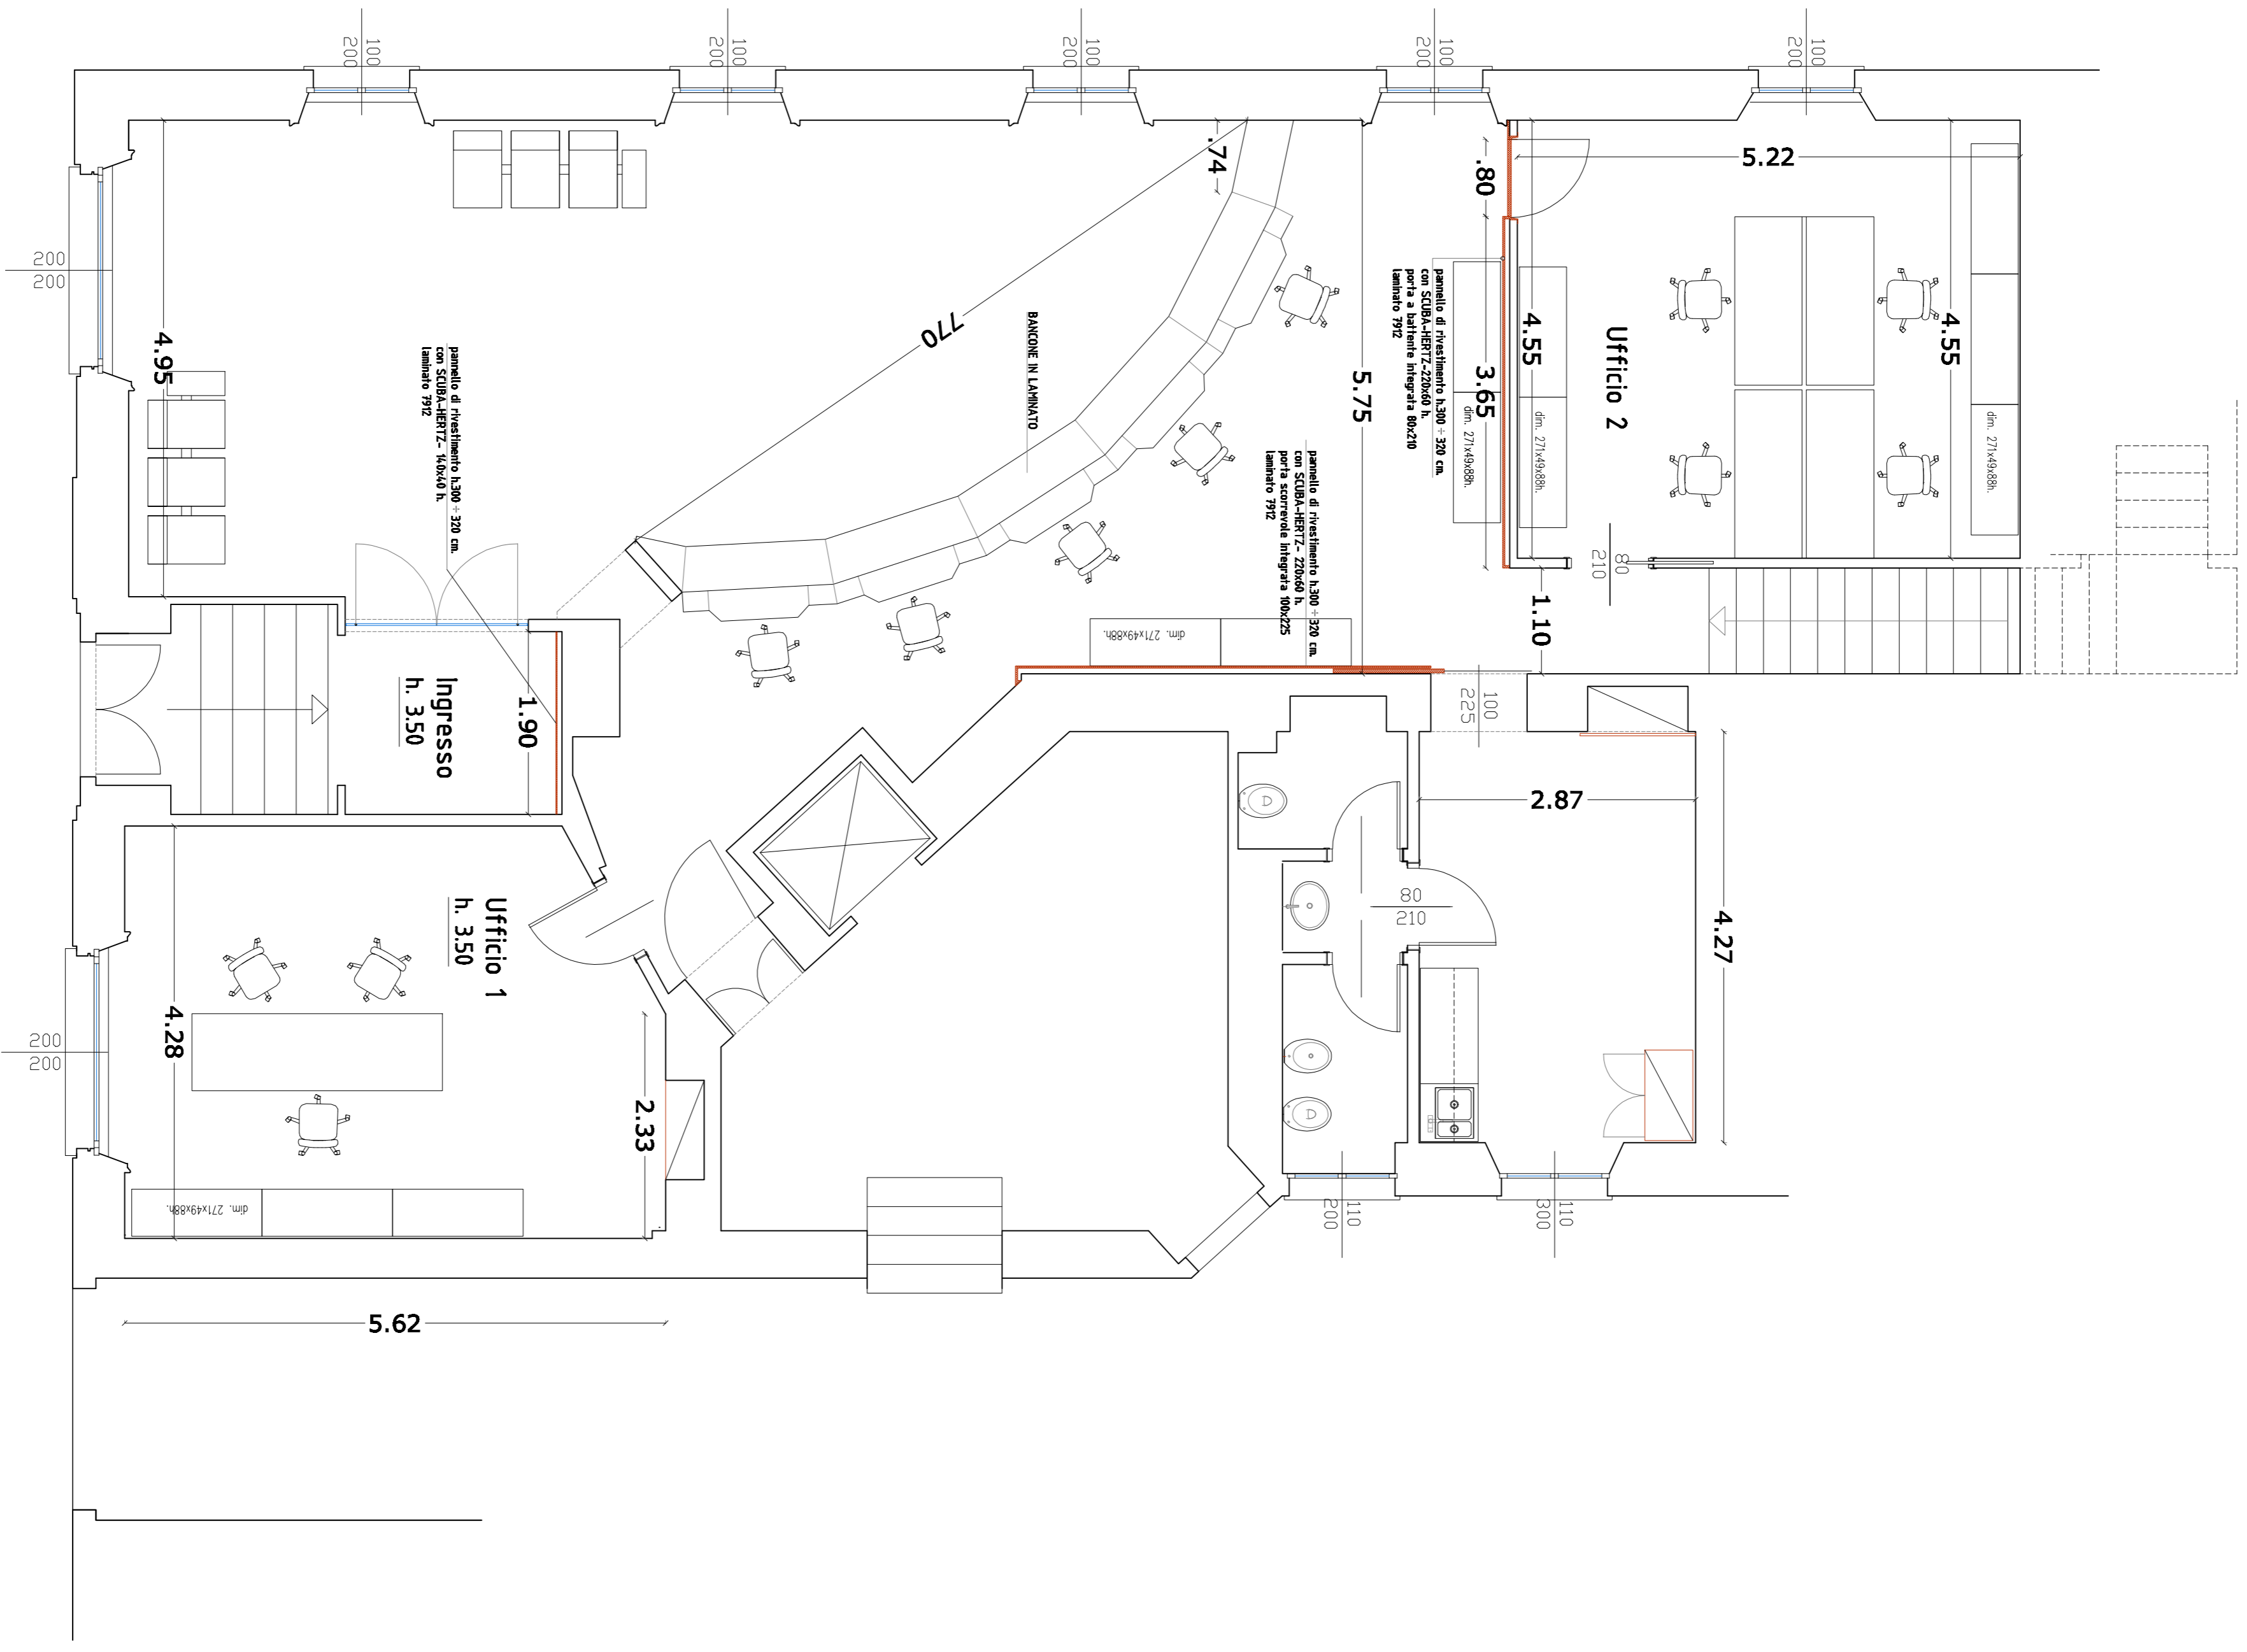 100
200
100
200
100
200
100
200
100
200
200
200
4.95
pannello di rivestimento h.300 ÷ 320 cm.
con SCUBA-HERTZ- 140x40 h.
laminato 7912
770
.74
BANCONE IN LAMINATO
5.75
pannello di rivestimento h.300 ÷ 320 cm.
con SCUBA-HERTZ-220x60 h.
porta a battente integrata 80x210
laminato 7912
.80
3.65
dim. 271x49x88h.
4.55
dim. 271x49x88h.
5.22
Ufficio 2
4.55
dim. 271x49x88h.
80
210
1.10
pannello di rivestimento h.300 ÷ 320 cm.
con SCUBA-HERTZ- 220x60 h.
porta scorrevole integrata 100x225
laminato 7912
dim. 271x49x88h.
100
225
Ingresso
h. 3.50
1.90
2.87
4.27
80
210
Ufficio 1
h. 3.50
4.28
200
200
2.33
dim. 271x49x88h.
5.62
110
200
110
300